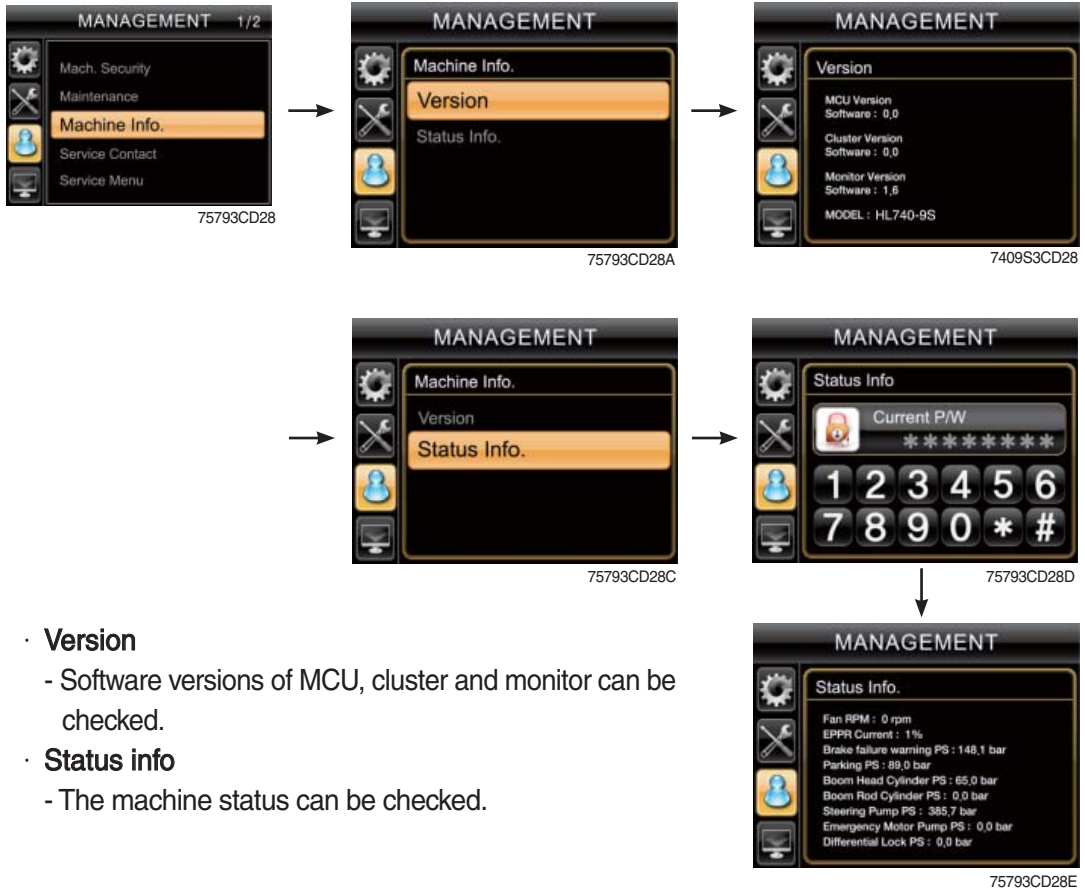 MANAGEMENT 1/2
Mach. Security
Maintenance
Machine Info.
Service Contact
Service Menu
75793CD28
MANAGEMENT
Machine Info.
Version
Status Info.
75793CD28A
MANAGEMENT
Version
MCU Version
Software : 0,0
Cluster Version
Software : 0,0
Monitor Version
Software : 1,6
MODEL : HL740-9S
7409S3CD28
MANAGEMENT
Machine Info.
Version
Status Info.
75793CD28C
MANAGEMENT
Status Info
Current P/W
********
1 2 3 4 5 6
7 8 9 0 * #
75793CD28D
· Version
- Software versions of MCU, cluster and monitor can be
checked.
· Status info
- The machine status can be checked.
MANAGEMENT
Status Info.
Fan RPM : 0 rpm
EPPR Current : 1%
Brake failure warning PS : 148,1 bar
Parking PS : 89,0 bar
Boom Head Cylinder PS : 65,0 bar
Boom Rod Cylinder PS : 0,0 bar
Steering Pump PS : 385,7 bar
Emergency Motor Pump PS : 0,0 bar
Differential Lock PS : 0,0 bar
75793CD28E